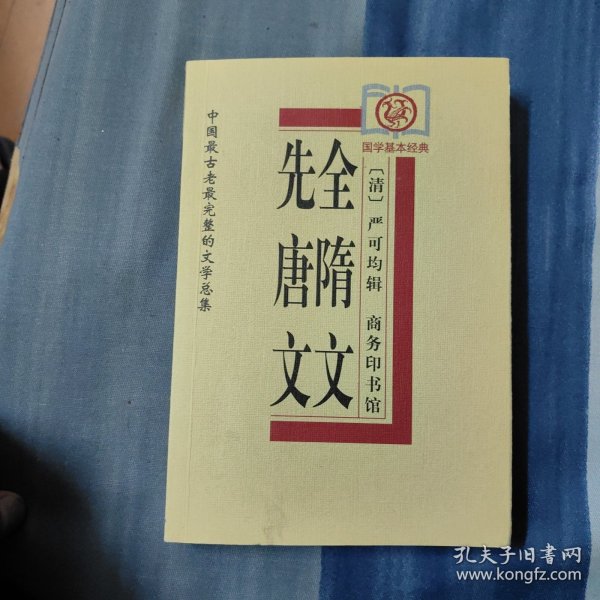 国学基本经典
〔清〕严可均辑 商务印书馆
全隋文
先唐文
中国最古老最完整的文学总集
孔夫子旧书网
www.kongfz.com